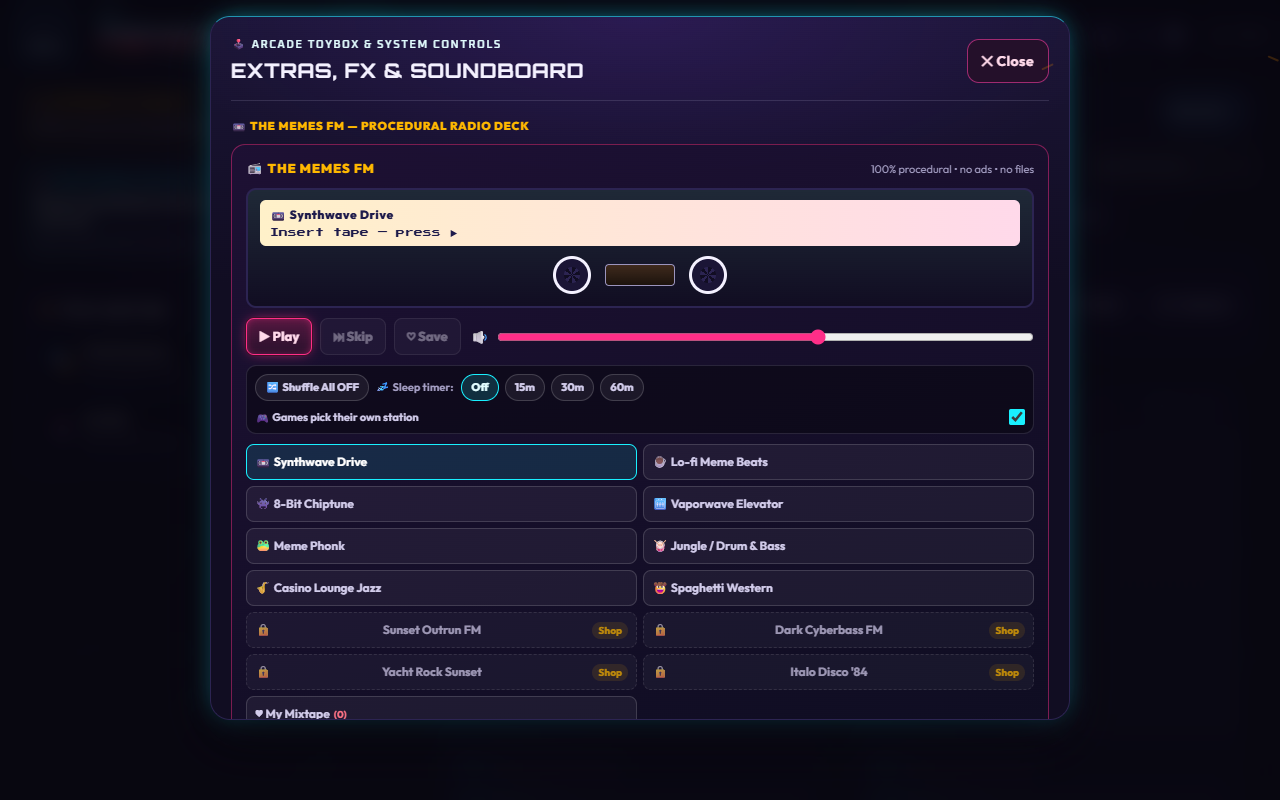 ARCADE TOYBOX & SYSTEM CONTROLS
EXTRAS, FX & SOUNDBOARD
Close
THE MEMES FM — PROCEDURAL RADIO DECK
THE MEMES FM
100% procedural • no ads • no files
Synthwave Drive
Insert tape — press ▶
▶ Play
⏭ Skip
♡ Save
Shuffle All OFF
Sleep timer:
Off
15m
30m
60m
Games pick their own station
Synthwave Drive
Lo-fi Meme Beats
8-Bit Chiptune
Vaporwave Elevator
Meme Phonk
Jungle / Drum & Bass
Casino Lounge Jazz
Spaghetti Western
Sunset Outrun FM Shop
Dark Cyberbass FM Shop
Yacht Rock Sunset Shop
Italo Disco '84 Shop
♥ My Mixtape (0)